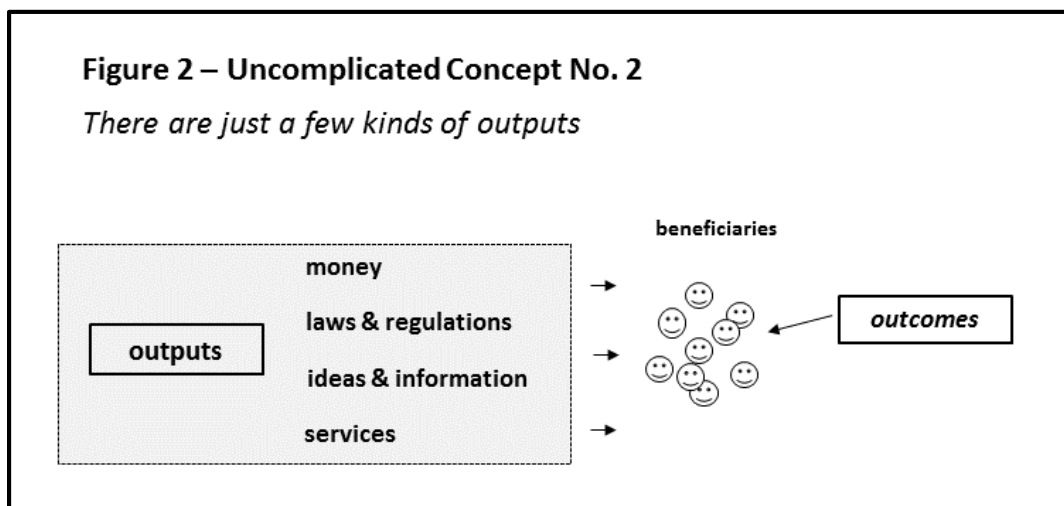 Figure 2 – Uncomplicated Concept No. 2
There are just a few kinds of outputs
beneficiaries
money
laws & regulations
outputs
ideas & information
services
outcomes